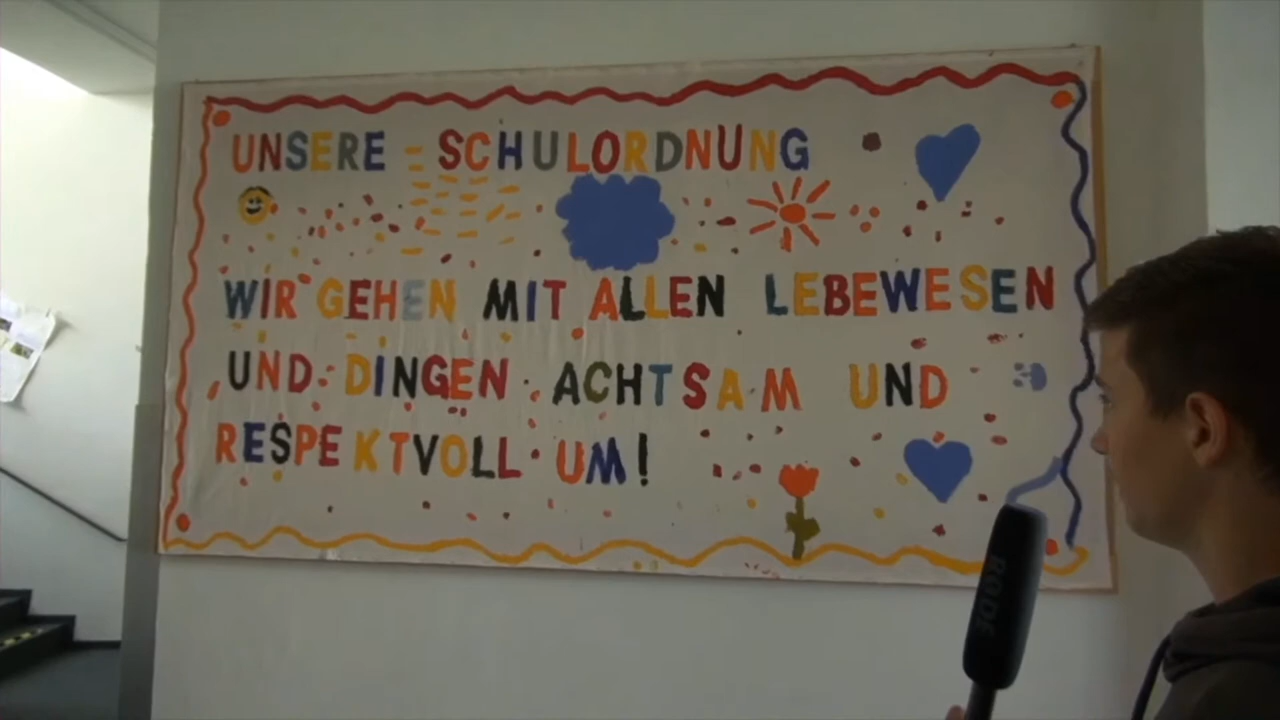 UNSERE SCHULORDNUNG
WIR GEHEN MIT ALLEN LEBEWESEN
UND DINGEN ACHTSAM UND
RESPEKTVOLL UM!
RØDE